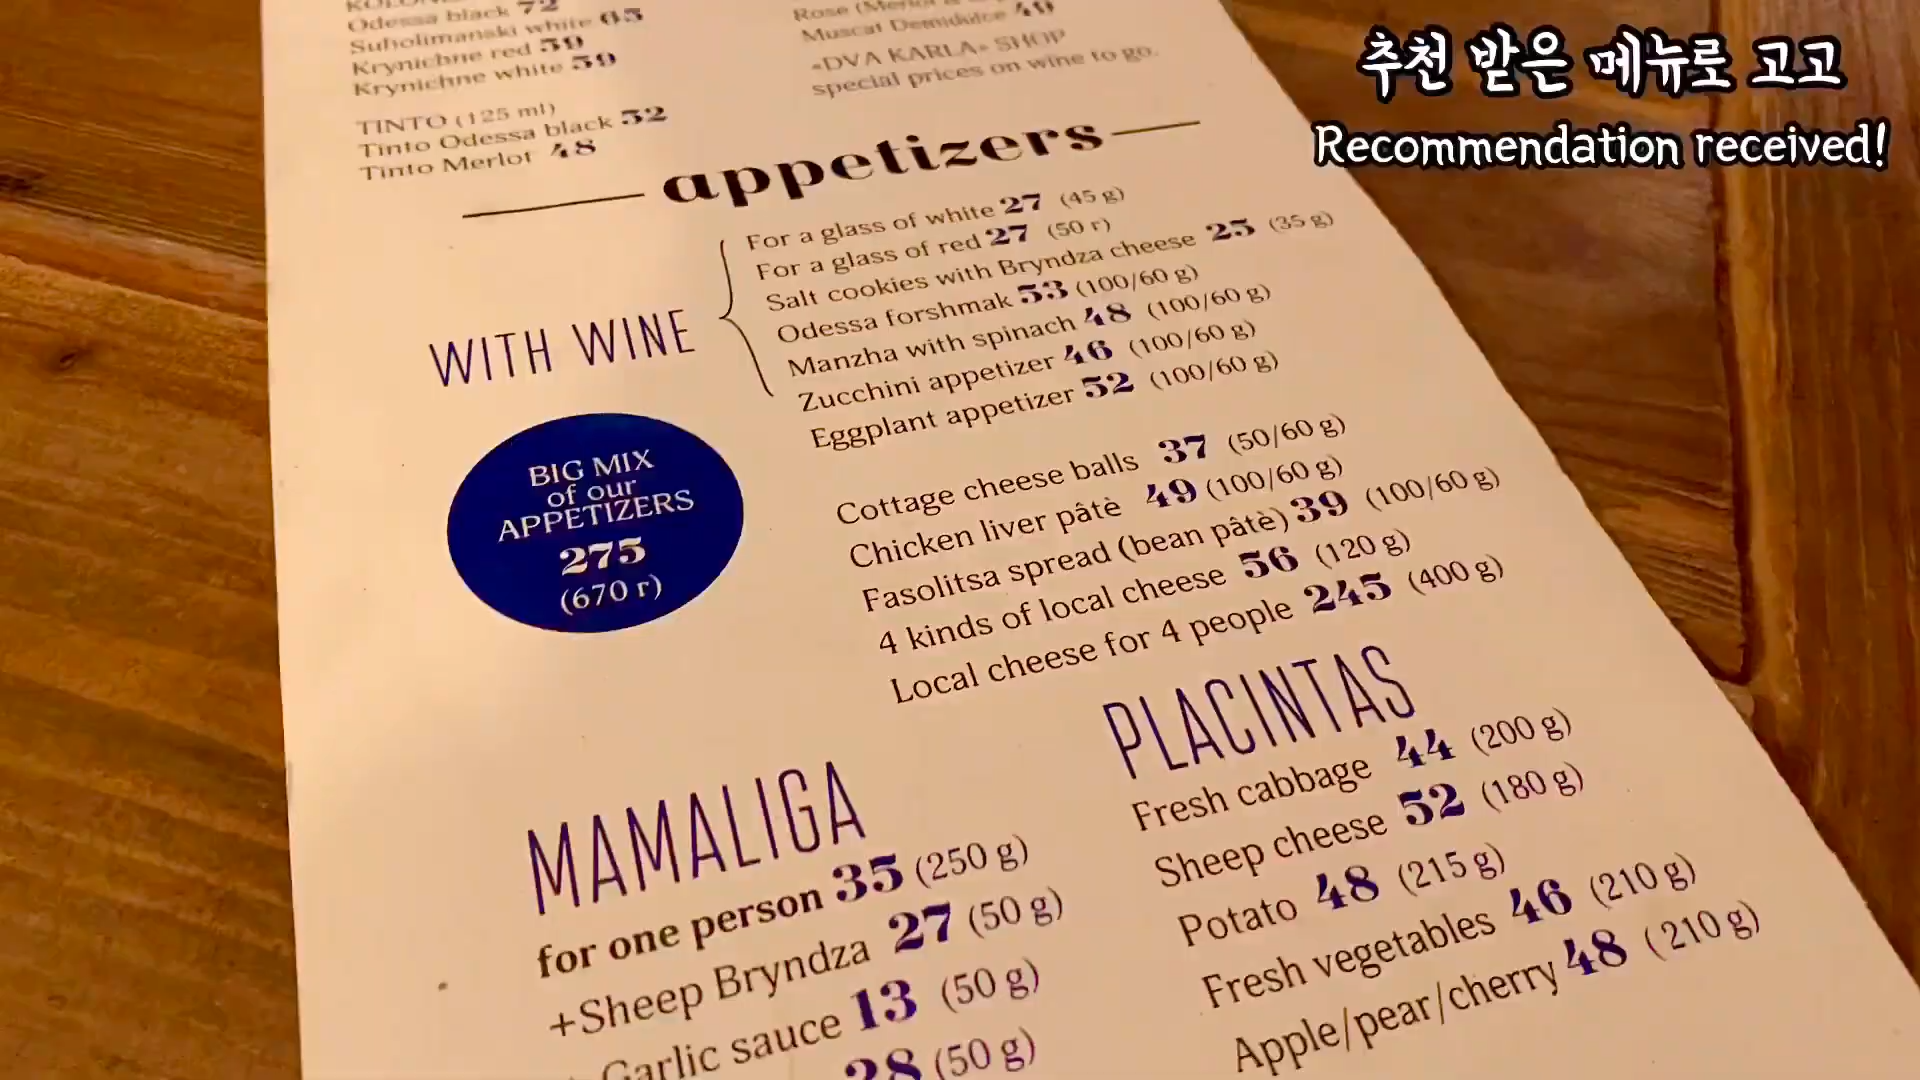 추천 받은 메뉴로 고고
Recommendation received!
Odessa black 72
Suholimanski white 65
Krynichne red 59
Krynichne white 59
TINTO (125 ml)
Tinto Odessa black 52
Tinto Merlot 48
Muscat Demidulce 49
«DVA KARLA» SHOP
special prices on wine to go.
appetizers
WITH WINE
For a glass of white 27 (45 g)
For a glass of red 27 (50 г)
Salt cookies with Bryndza cheese 25 (35 g)
Odessa forshmak 53 (100/60 g)
Manzha with spinach 48 (100/60 g)
Zucchini appetizer 46 (100/60 g)
Eggplant appetizer 52 (100/60 g)
BIG MIX
of our
APPETIZERS
275
(670 г)
Cottage cheese balls 37 (50/60 g)
Chicken liver pâtè 49 (100/60 g)
Fasolitsa spread (bean pâtè) 39 (100/60 g)
4 kinds of local cheese 56 (120 g)
Local cheese for 4 people 245 (400 g)
MAMALIGA
for one person 35 (250 g)
+Sheep Bryndza 27 (50 g)
Garlic sauce 13 (50 g)
28 (50 g)
PLACINTAS
Fresh cabbage 44 (200 g)
Sheep cheese 52 (180 g)
Potato 48 (215 g)
Fresh vegetables 46 (210 g)
Apple/pear/cherry 48 (210 g)